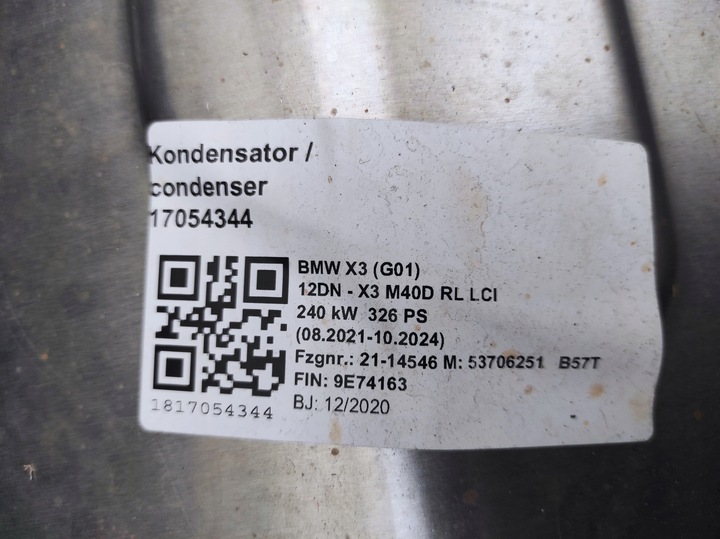 Kondensator /
condenser
17054344
BMW X3 (G01)
12DN - X3 M40D RL LCI
240 kW 326 PS
(08.2021-10.2024)
Fzgnr.: 21-14546 M: 53706251 B57T
FIN: 9E74163
BJ: 12/2020
1817054344